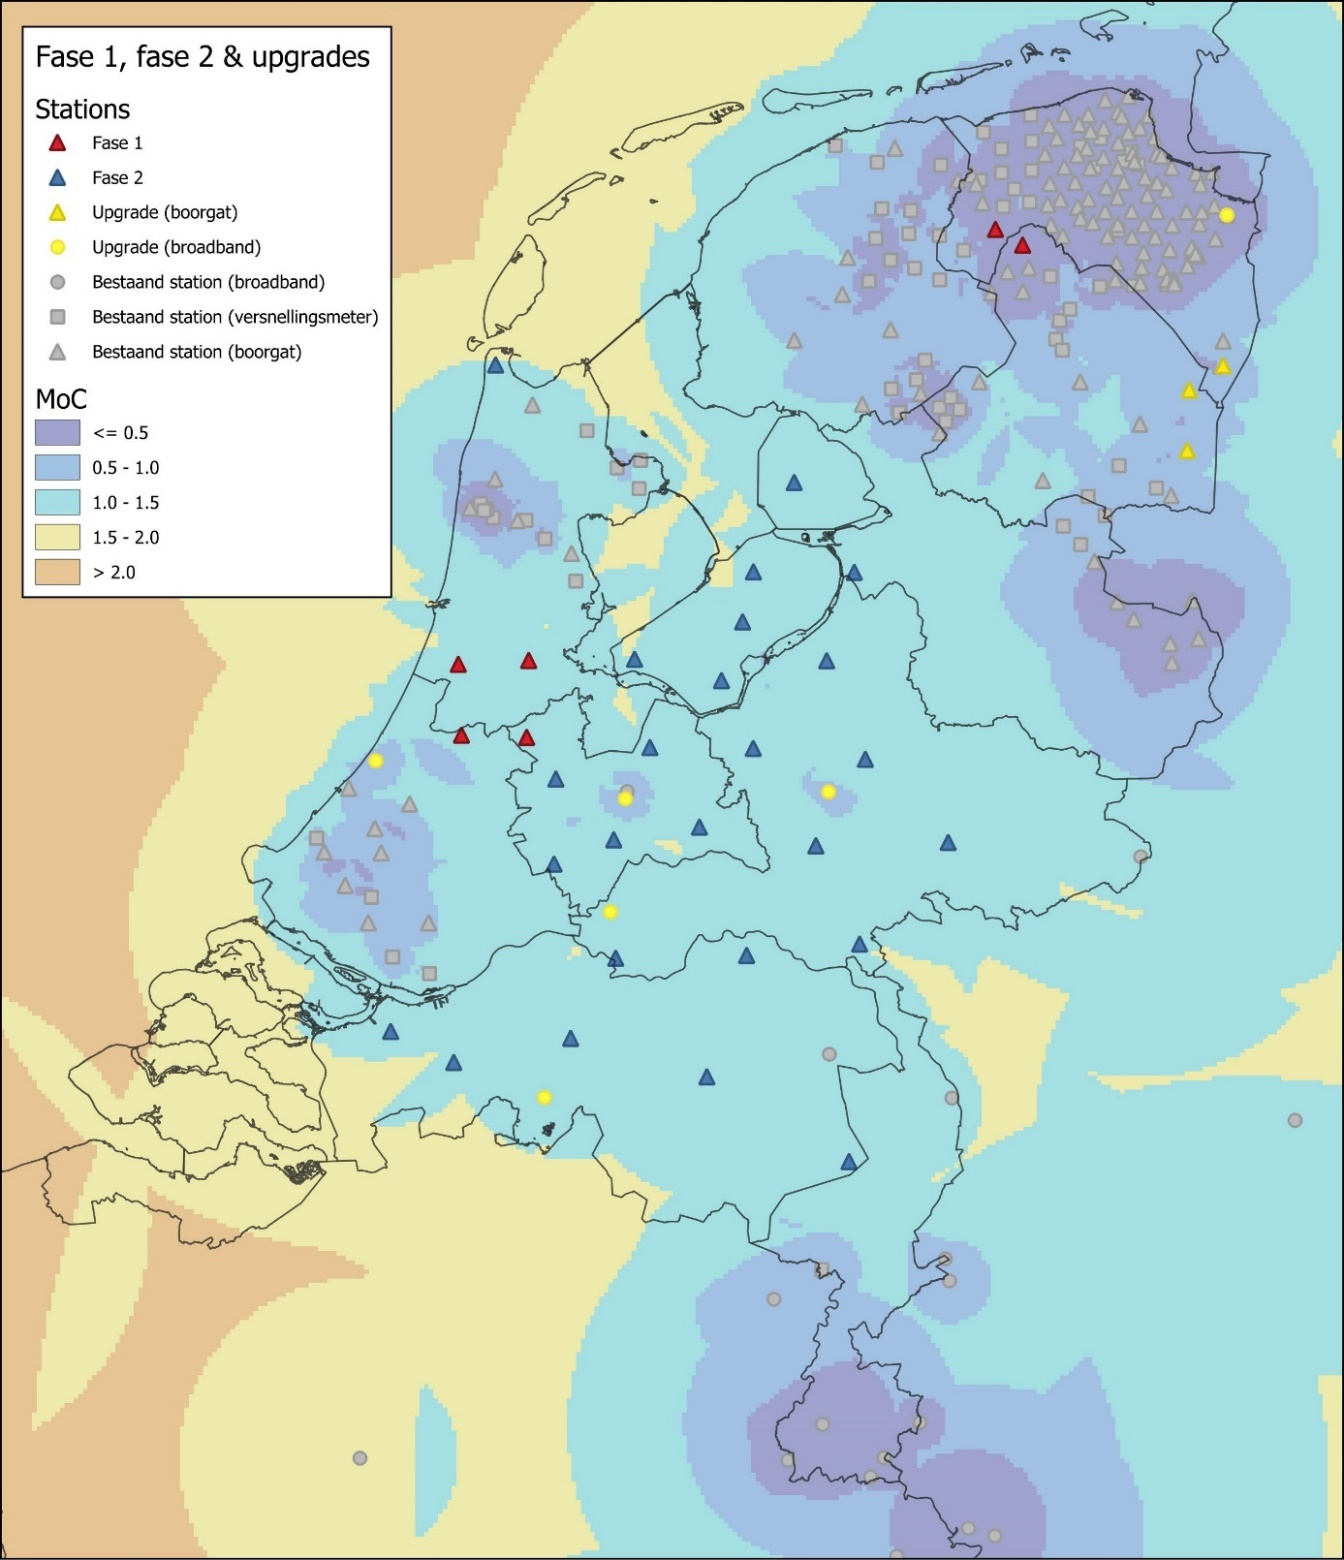 Fase 1, fase 2 & upgrades
Stations
Fase 1
Fase 2
Upgrade (boorgat)
Upgrade (broadband)
Bestaand station (broadband)
Bestaand station (versnellingsmeter)
Bestaand station (boorgat)
MoC
<= 0.5
0.5 - 1.0
1.0 - 1.5
1.5 - 2.0
> 2.0